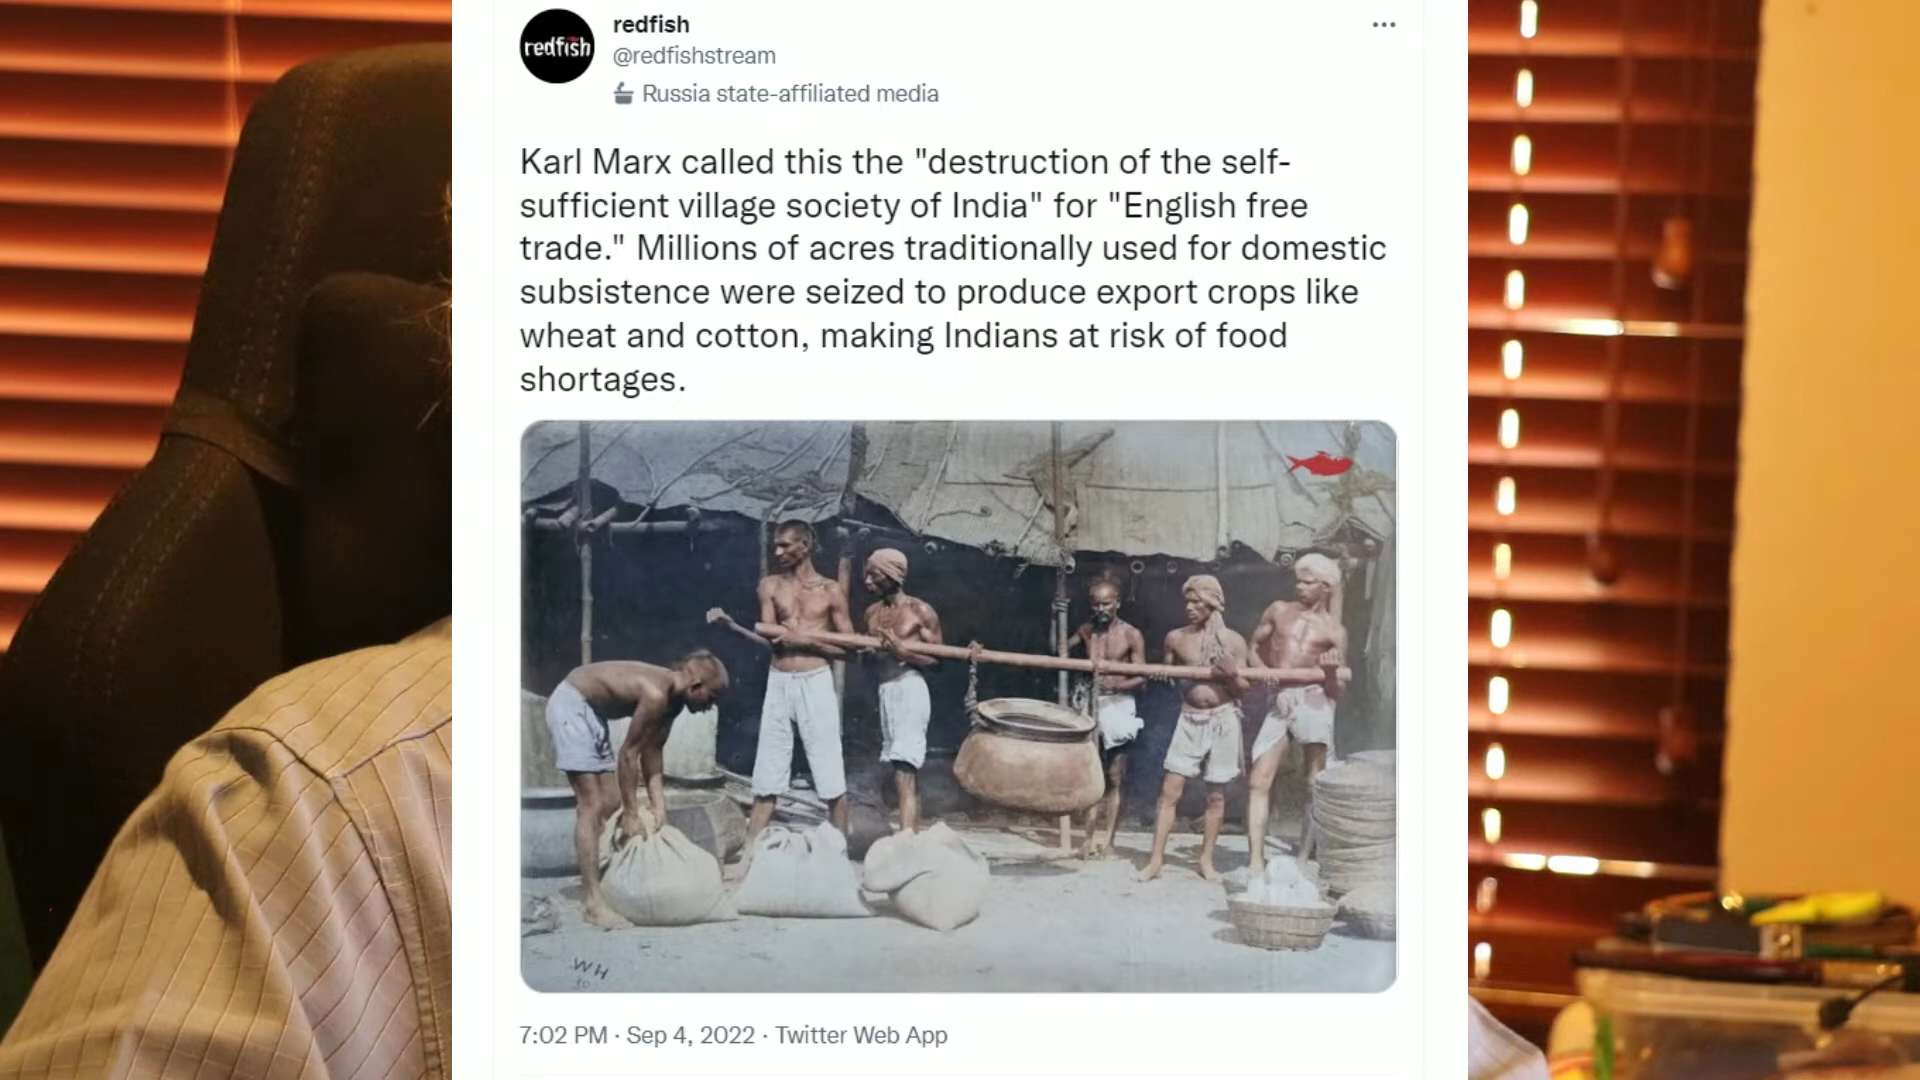 redfish
redfish
@redfishstream
Russia state-affiliated media
Karl Marx called this the "destruction of the self-
sufficient village society of India" for "English free
trade." Millions of acres traditionally used for domestic
subsistence were seized to produce export crops like
wheat and cotton, making Indians at risk of food
shortages.
WH
10
7:02 PM · Sep 4, 2022 · Twitter Web App